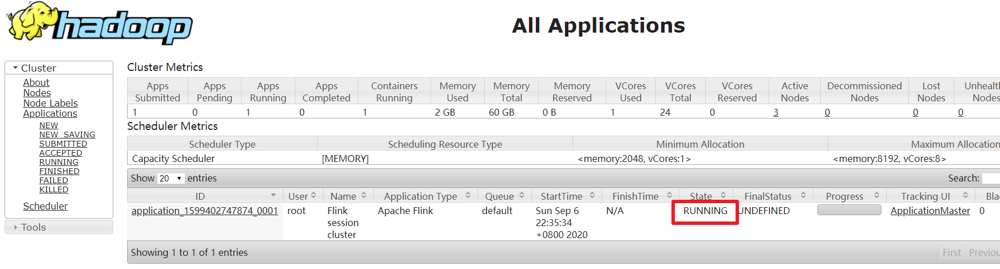 hadoop
All Applications
Cluster
About
Nodes
Node Labels
Applications
NEW
NEW_SAVING
SUBMITTED
ACCEPTED
RUNNING
FINISHED
FAILED
KILLED
Scheduler
Tools
Cluster Metrics
Apps Submitted Apps Pending Apps Running Apps Completed Containers Running Memory Used Memory Total Memory Reserved VCores Used VCores Total VCores Reserved Active Nodes Decommissioned Nodes Lost Nodes Unhealth Nodes
1 0 1 0 1 2 GB 60 GB 0 B 1 24 0 3 0 0 0
Scheduler Metrics
Scheduler Type Scheduling Resource Type Minimum Allocation Maximum Allocation
Capacity Scheduler [MEMORY] <memory:2048, vCores:1> <memory:8192, vCores:8>
Show 20 entries Search:
ID User Name Application Type Queue StartTime FinishTime State FinalStatus Progress Tracking UI Bla
application_1599402747874_0001 root Flink session cluster Apache Flink default Sun Sep 6 22:35:34 +0800 2020 N/A RUNNING UNDEFINED ApplicationMaster 0
Showing 1 to 1 of 1 entries First Previou